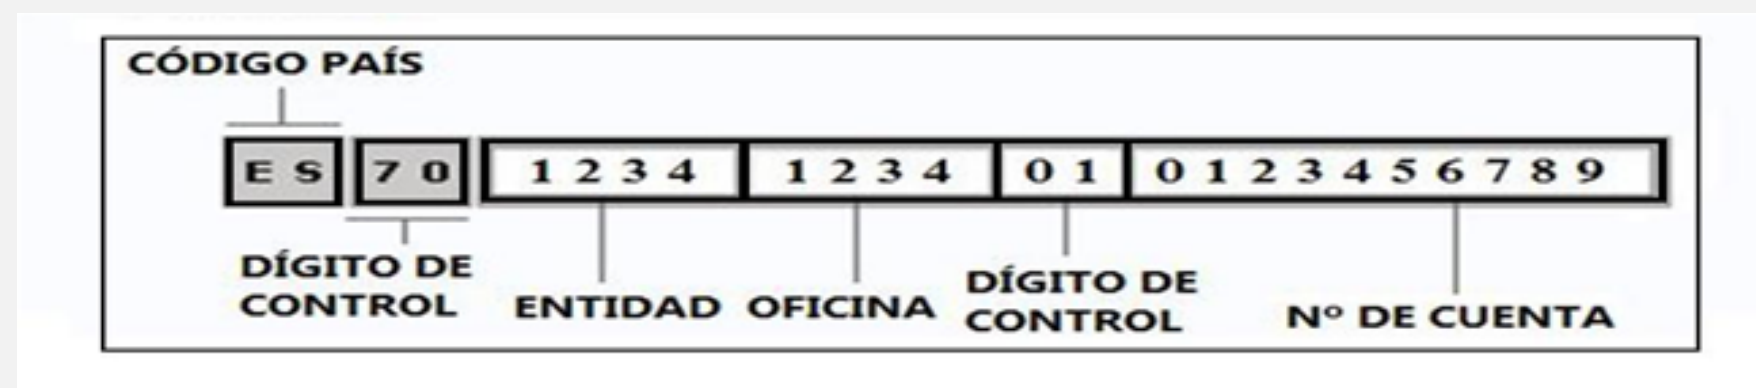 CÓDIGO PAÍS
E S 7 0 1 2 3 4 1 2 3 4 0 1 0 1 2 3 4 5 6 7 8 9
DÍGITO DE
CONTROL
ENTIDAD
OFICINA
DÍGITO DE
CONTROL
Nº DE CUENTA